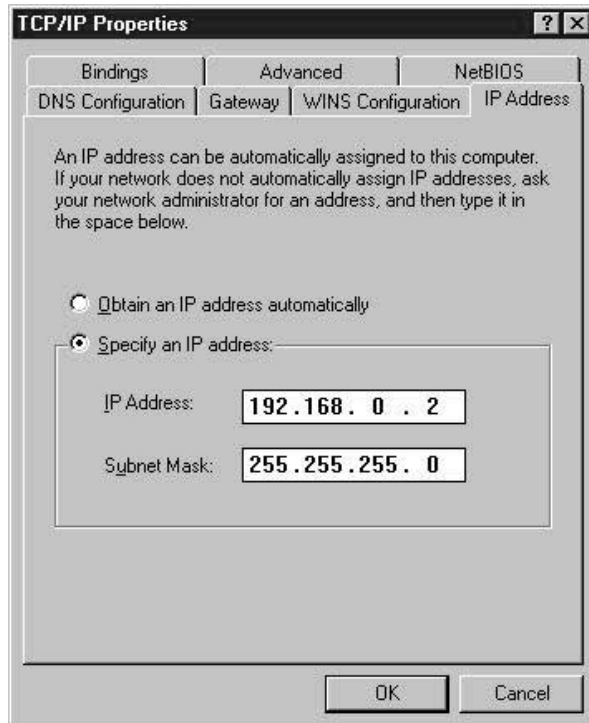 TCP/IP Properties
Bindings Advanced NetBIOS
DNS Configuration Gateway WINS Configuration IP Address
An IP address can be automatically assigned to this computer.
If your network does not automatically assign IP addresses, ask
your network administrator for an address, and then type it in
the space below.
Obtain an IP address automatically
Specify an IP address:
IP Address: 192.168. 0 . 2
Subnet Mask: 255.255.255. 0
OK Cancel